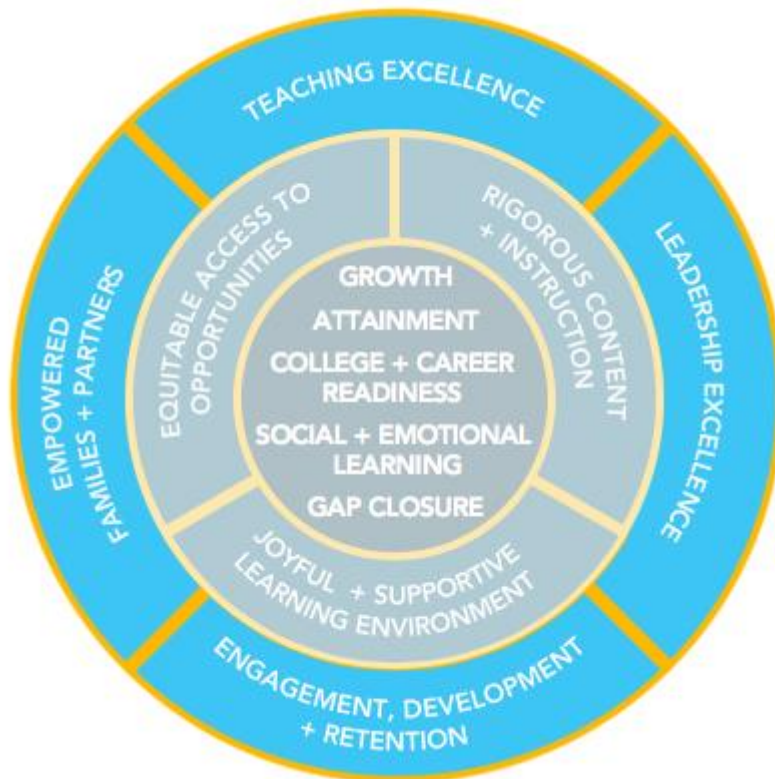 TEACHING EXCELLENCE
LEADERSHIP EXCELLENCE
ENGAGEMENT, DEVELOPMENT
+ RETENTION
EMPOWERED
FAMILIES + PARTNERS
EQUITABLE ACCESS TO
OPPORTUNITIES
RIGOROUS CONTENT
+ INSTRUCTION
JOYFUL + SUPPORTIVE
LEARNING ENVIRONMENT
GROWTH
ATTAINMENT
COLLEGE + CAREER
READINESS
SOCIAL + EMOTIONAL
LEARNING
GAP CLOSURE